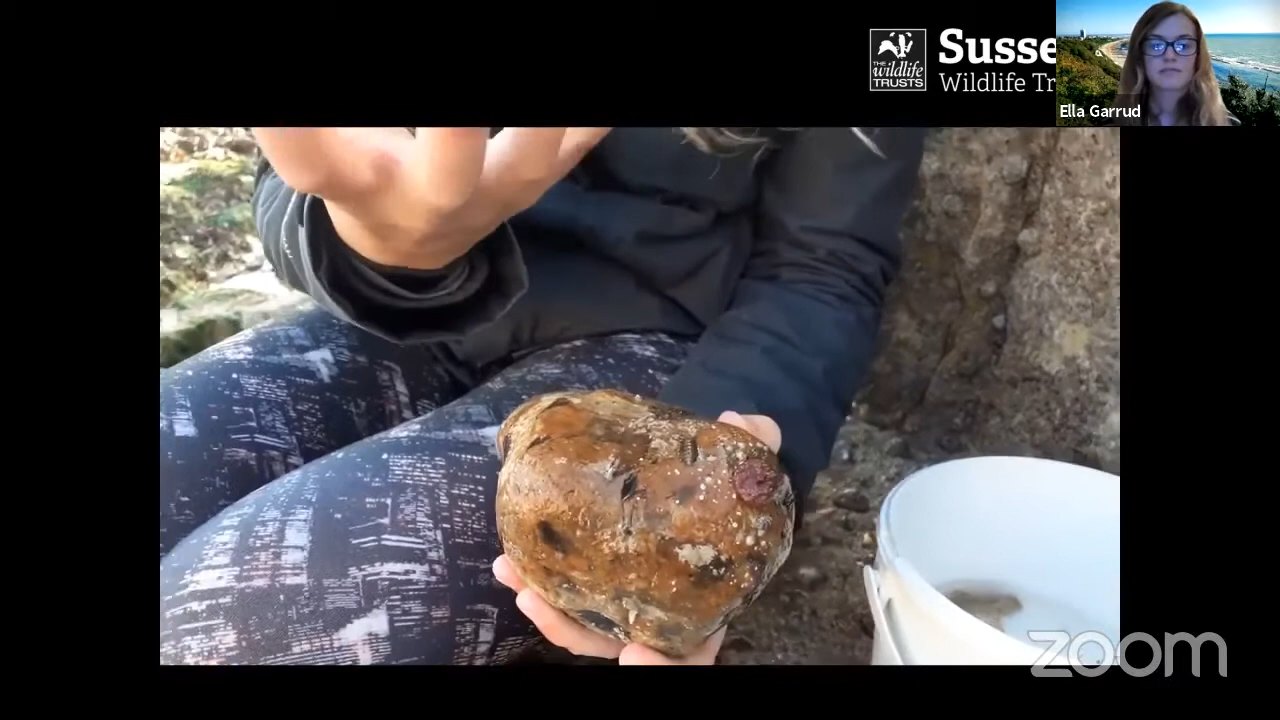 THE
wildlife
TRUSTS
Susse
Wildlife Tr
Ella Garrud
zoom